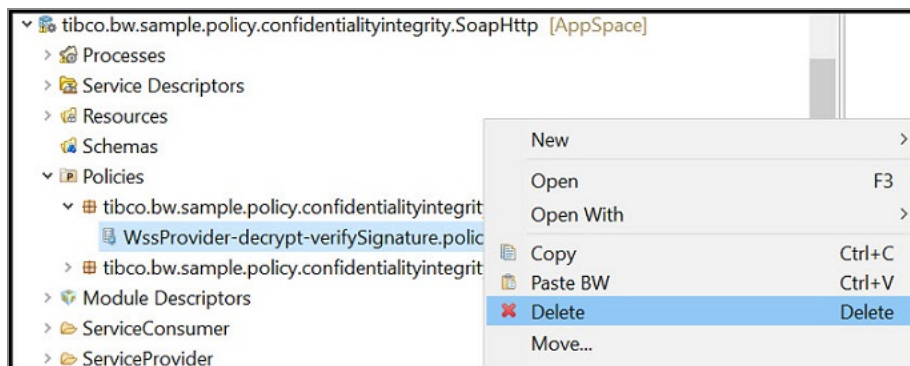 tibco.bw.sample.policy.confidentialityintegrity.SoapHttp [AppSpace]
Processes
Service Descriptors
Resources
Schemas
Policies
tibco.bw.sample.policy.confidentialityintegrit
WssProvider-decrypt-verifySignature.polic
tibco.bw.sample.policy.confidentialityintegrit
Module Descriptors
ServiceConsumer
ServiceProvider
New
Open F3
Open With
Copy Ctrl+C
Paste BW Ctrl+V
Delete Delete
Move...